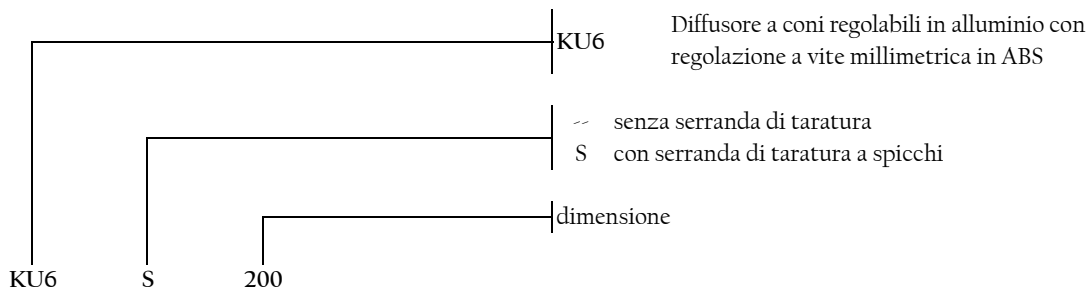 KU6 Diffusore a coni regolabili in alluminio con
regolazione a vite millimetrica in ABS
-- senza serranda di taratura
S con serranda di taratura a spicchi
dimensione
KU6 S 200